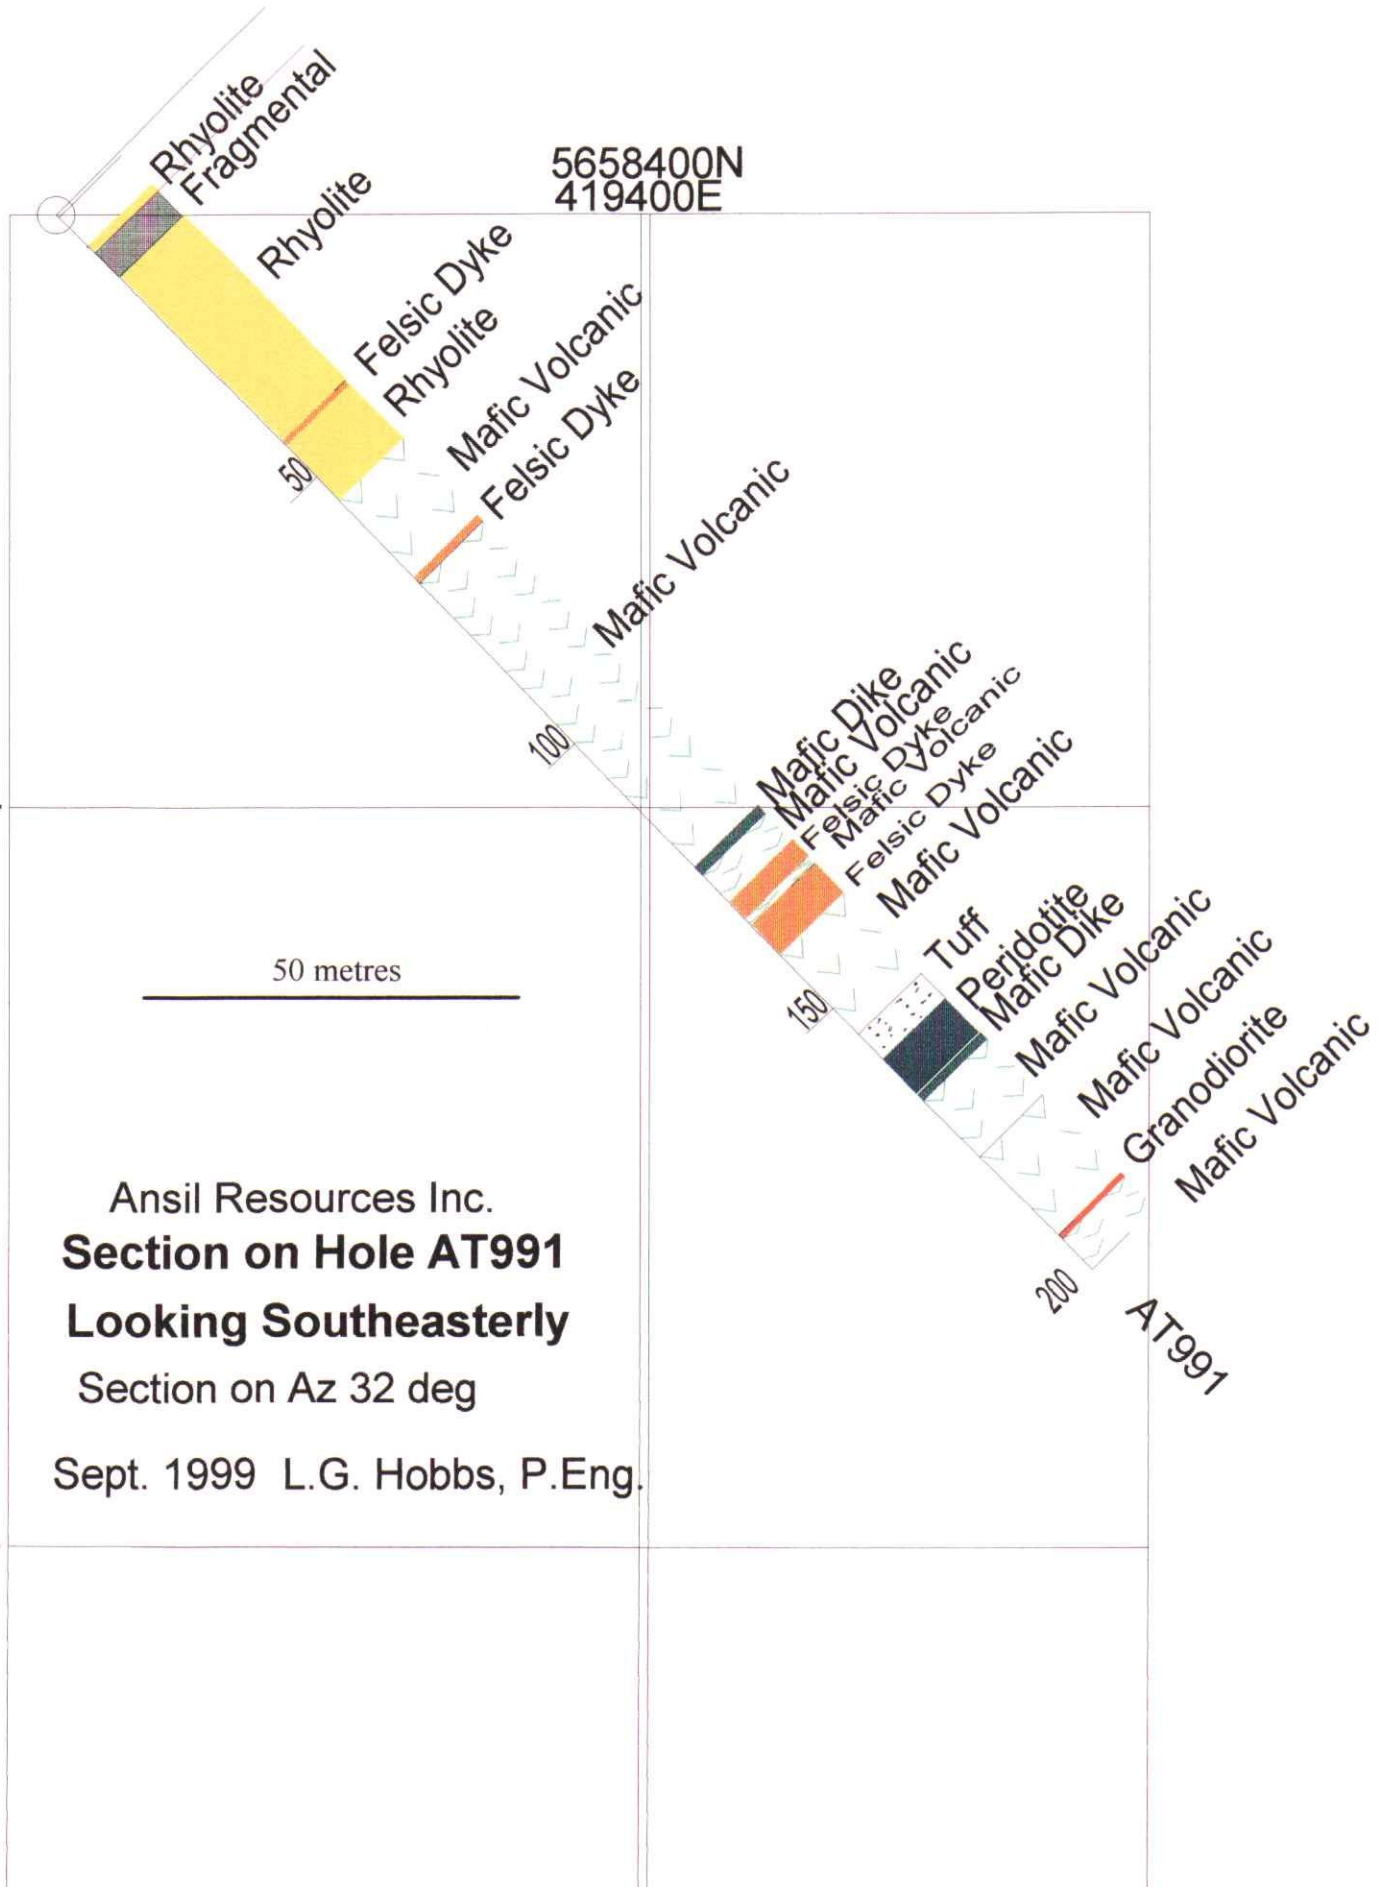 5658400N
419400E
Rhyolite
Fragmental
Rhyolite
Felsic Dyke
Rhyolite
50
Mafic Volcanic
Felsic Dyke
Mafic Volcanic
100
Mafic Dike
Mafic Volcanic
Felsic Dyke
Mafic Volcanic
Felsic Dyke
Mafic Volcanic
150
Tuff
Peridotite
Mafic Dike
Mafic Volcanic
Mafic Volcanic
Granodiorite
Mafic Volcanic
200
AT991
50 metres
Ansil Resources Inc.
Section on Hole AT991
Looking Southeasterly
Section on Az 32 deg
Sept. 1999 L.G. Hobbs, P.Eng.